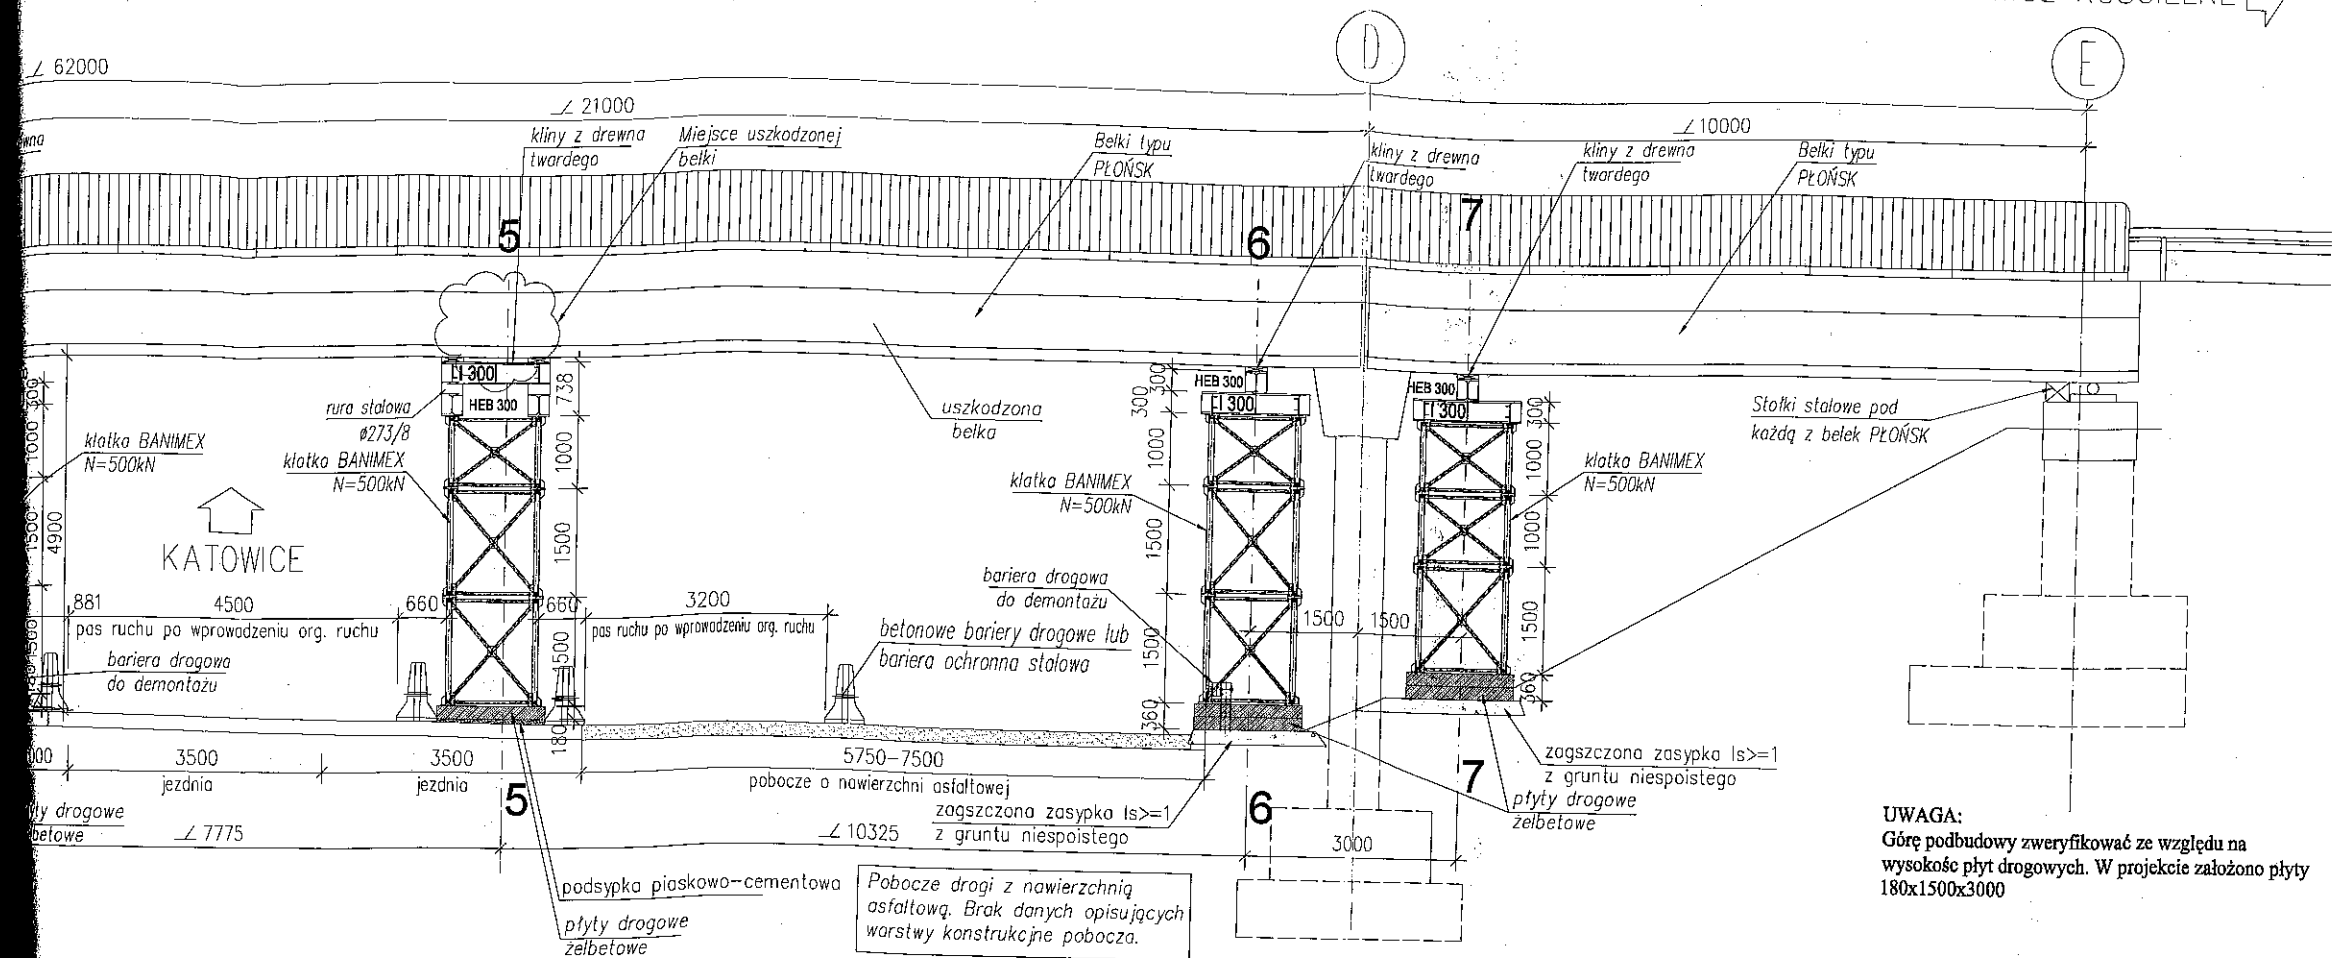 D
E
62000
21000
10000
kliny z drewna
twardego
Miejsce uszkodzonej
belki
Belki typu
PŁOŃSK
kliny z drewna
twardego
kliny z drewna
twardego
Belki typu
PŁOŃSK
5
6
7
I 300
HEB 300
738
rura stalowa
ø273/8
klatka BANIMEX
N=500kN
klatka BANIMEX
N=500kN
300
1000
1500
4900
1500
1000
1500
1500
180
KATOWICE
uszkodzona
belka
HEB 300
I 300
300
300
1000
1500
1500
360
klatka BANIMEX
N=500kN
HEB 300
I 300
300
1000
1000
1500
360
klatka BANIMEX
N=500kN
Stołki stalowe pod
każdą z belek PŁOŃSK
881
4500
660
660
3200
pas ruchu po wprowadzeniu org. ruchu
pas ruchu po wprowadzeniu org. ruchu
bariera drogowa
do demontażu
bariera drogowa
do demontażu
betonowe bariery drogowe lub
bariera ochronna stalowa
1500
1500
3500
jezdnia
3500
jezdnia
5750-7500
pobocze o nawierzchni asfaltowej
5
6
7
zagszczona zasypka Is>=1
z gruntu niespoistego
zagszczona zasypka Is>=1
z gruntu niespoistego
płyty drogowe
żelbetowe
7775
10325
3000
podsypka piaskowo-cementowa
płyty drogowe
żelbetowe
Pobocze drogi z nawierzchnią
asfaltową. Brak danych opisujących
warstwy konstrukcjne pobocza.
UWAGA:
Górę podbudowy zweryfikować ze względu na
wysokośc płyt drogowych. W projekcie założono płyty
180x1500x3000